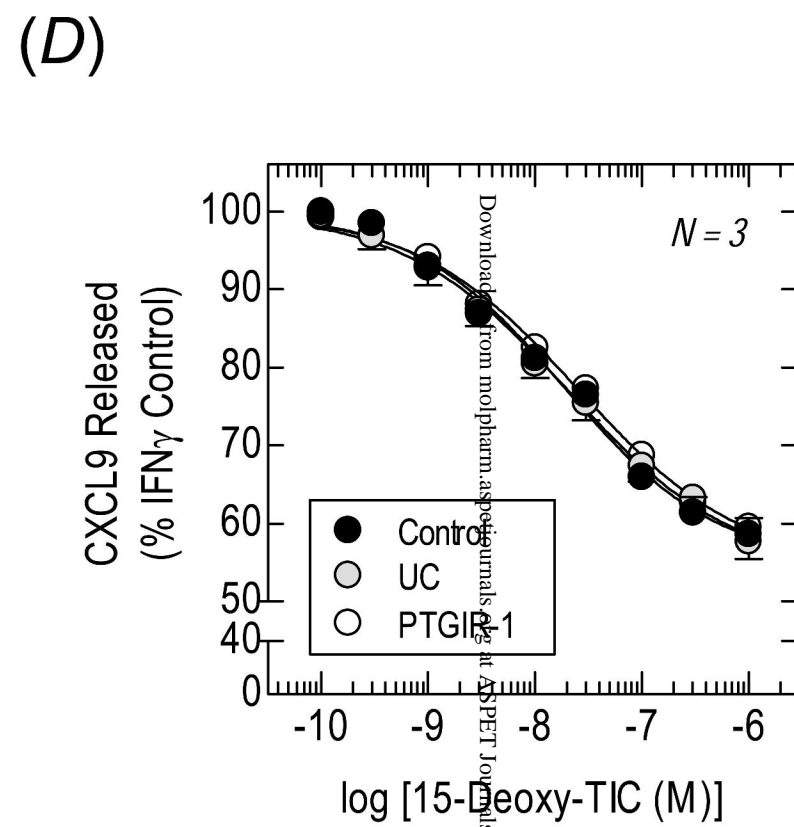 (D)
CXCL9 Released
(% IFNγ Control)
100
90
80
70
60
50
40
0
N = 3
Control
UC
PTGIR-1
-10 -9 -8 -7 -6
log [15-Deoxy-TIC (M)]
Downloaded from molpharm.aspetjournals.org at ASPET Journals